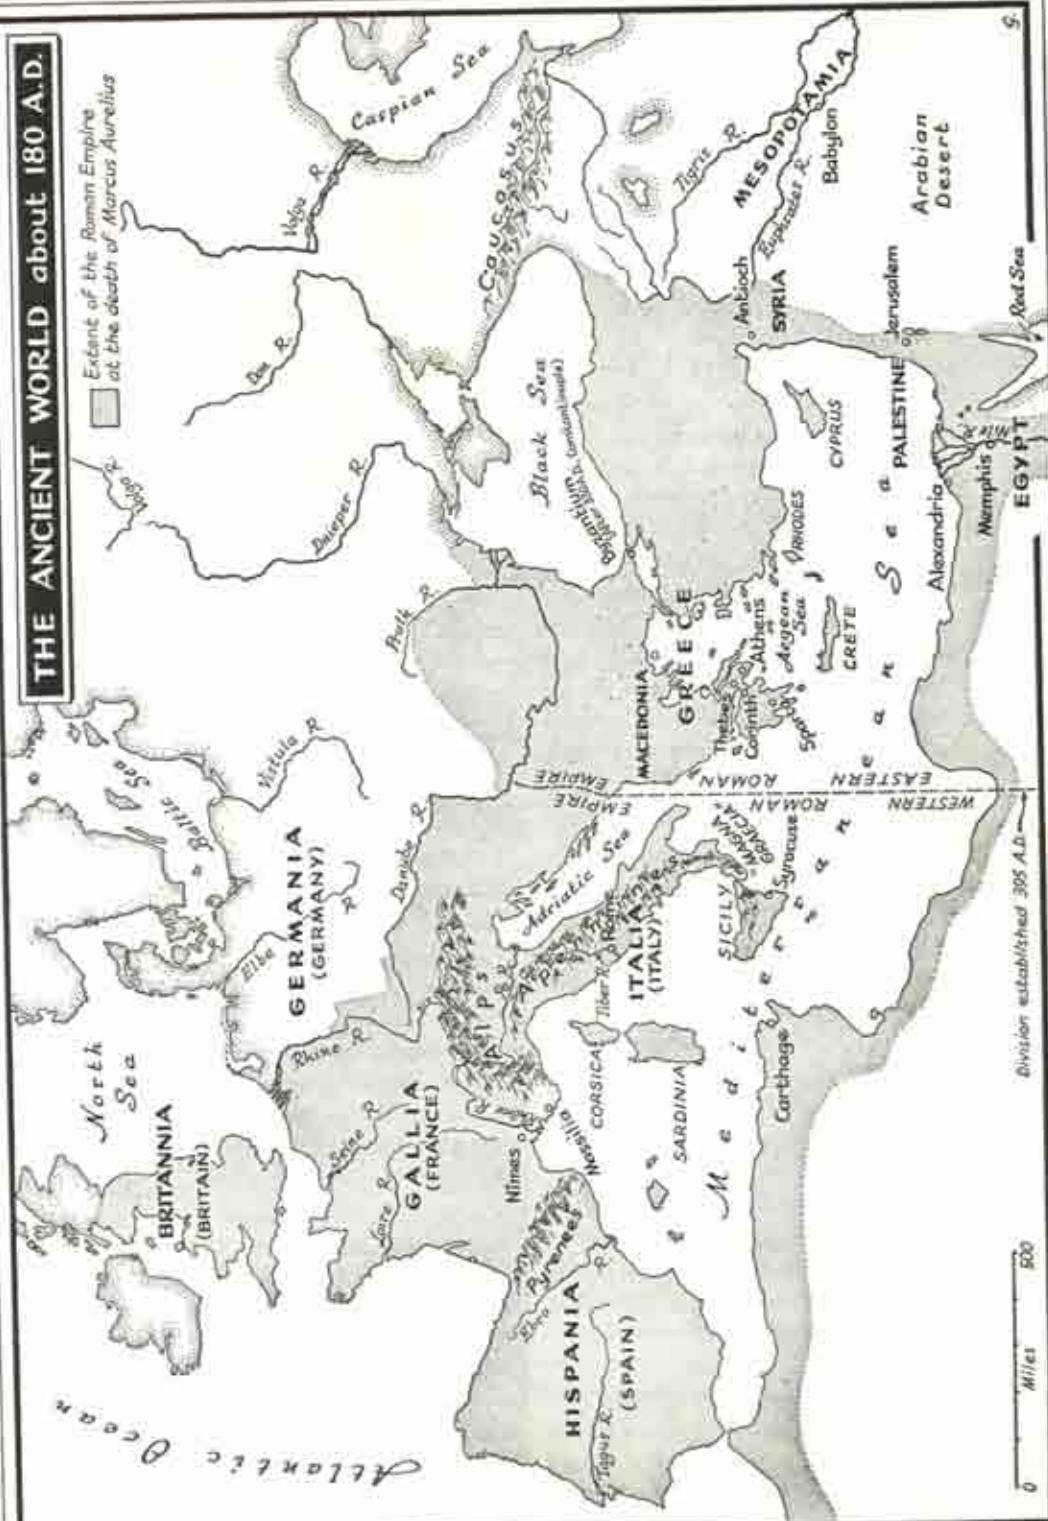 THE ANCIENT WORLD about 180 A.D.
Extent of the Roman Empire
at the death of Marcus Aurelius
Atlantic Ocean
North
Sea
Baltic
Sea
BRITANNIA
(BRITAIN)
GERMANIA
(GERMANY)
Elbe
R.
Vistula R.
Rhine R.
Danube R.
Seine R.
Loire R.
GALLIA
(FRANCE)
Alps
Nîmes
Massilia
Pyrenees
Ebro
R.
HISPANIA
(SPAIN)
Tagus R.
CORSICA
SARDINIA
Tiber R.
Rome
ITALIA
(ITALY)
Apennines
Adriatic Sea
SICILY
MAGNA
GRAECIA
Syracuse
Carthage
Mediterranean Sea
WESTERN ROMAN EMPIRE
EASTERN ROMAN EMPIRE
Division established 395 A.D.
MACEDONIA
GREECE
Thebes
Corinth
Athens
Sparta
Aegean
Sea
CRETE
RHODES
CYPRUS
Byzantium
(after 330 A.D. Constantinople)
Black Sea
Pruth R.
Dnieper R.
Volga R.
Don R.
Volga R.
Caspian Sea
Caucasus
Tigris R.
MESOPOTAMIA
Euphrates R.
Babylon
Antioch
SYRIA
Jerusalem
PALESTINE
Arabian
Desert
Red Sea
Alexandria
Memphis
Nile R.
EGYPT
0 Miles 500
G.